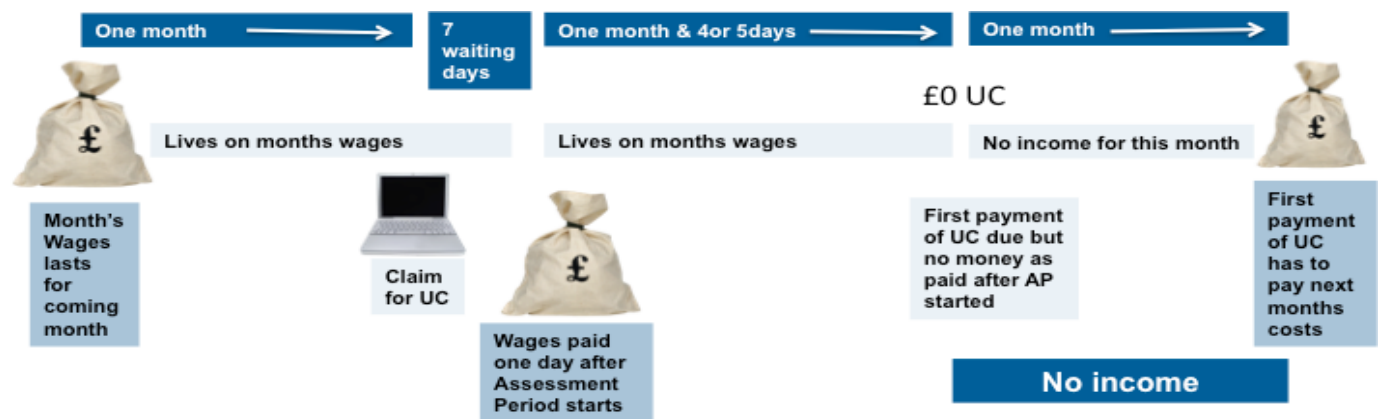 One month
7
waiting
days
One month & 4or 5days
One month
£0 UC
£
Lives on months wages
Lives on months wages
No income for this month
£
Month's
Wages
lasts
for
coming
month
Claim
for UC
£
Wages paid
one day after
Assessment
Period starts
First payment
of UC due but
no money as
paid after AP
started
First
payment
of UC
has to
pay next
months
costs
No income